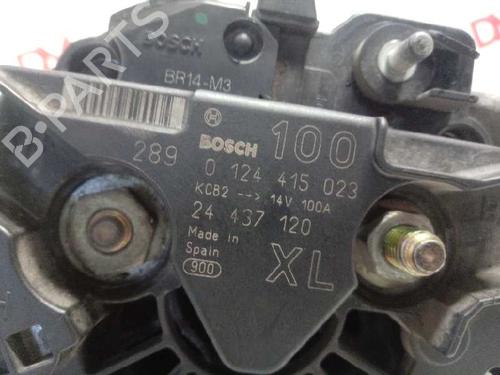 BOSCH
BR14-M3
B-PARTS
BOSCH 100
289 0 124 415 023
KCB2 --> 14V 100A
24 437 120
Made in
Spain XL
900